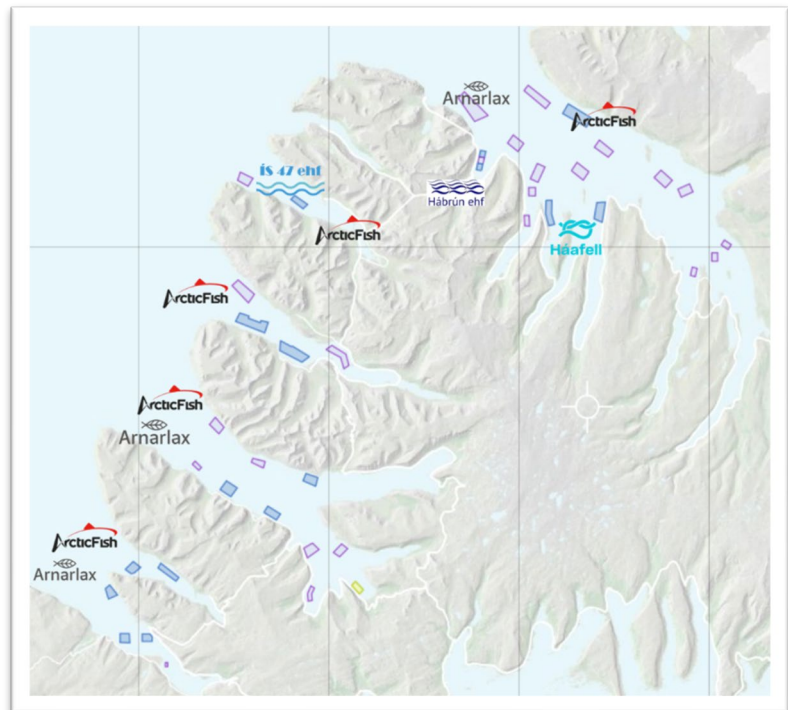 Arnarlax
ArcticFish
ÍS 47 ehf
Hábrún ehf
ArcticFish
Háafell
ArcticFish
ArcticFish
Arnarlax
ArcticFish
Arnarlax